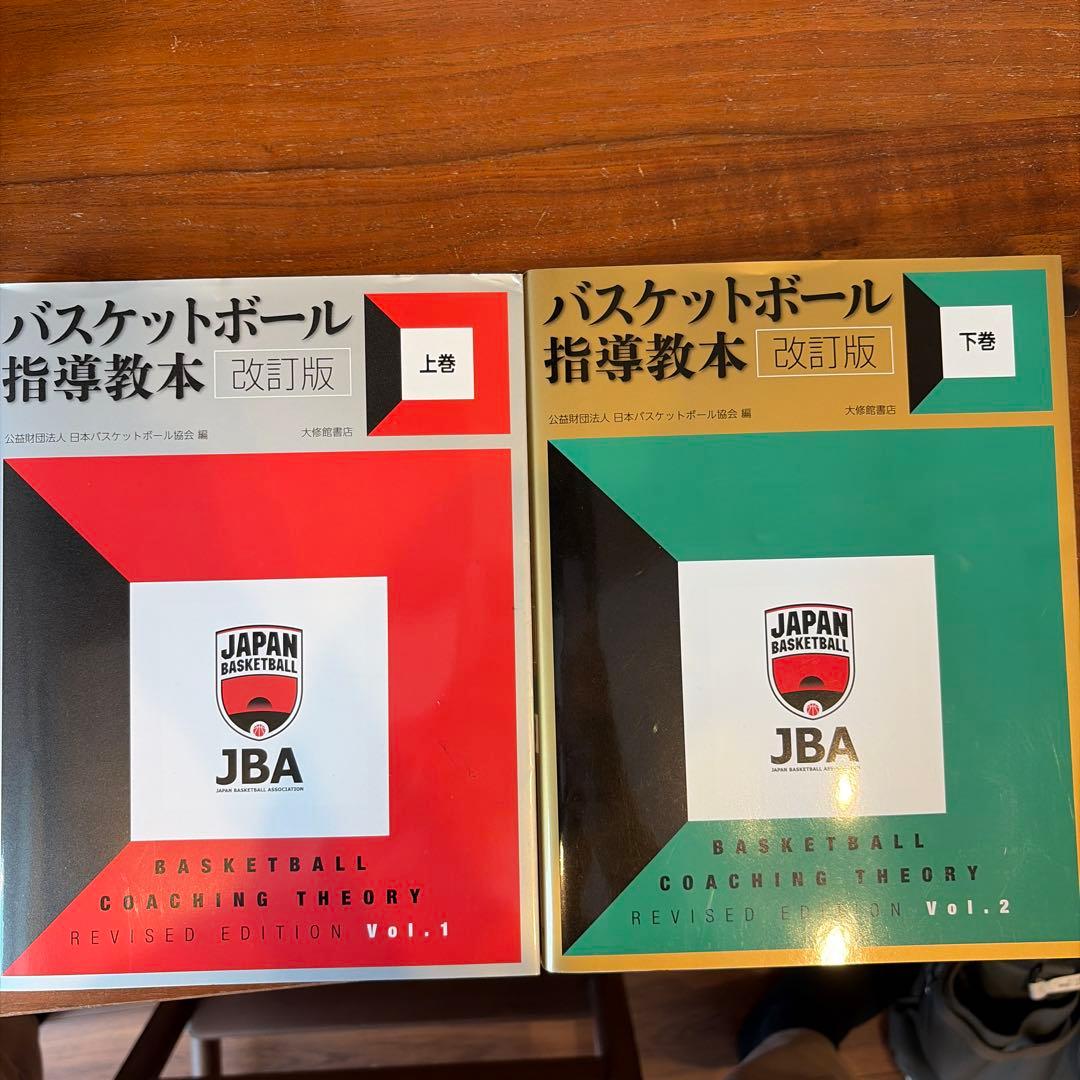 バスケットボール
指導教本 改訂版
上巻
公益財団法人 日本バスケットボール協会 編
大修館書店
JAPAN
BASKETBALL
JBA
JAPAN BASKETBALL ASSOCIATION
BASKETBALL
COACHING THEORY
REVISED EDITION Vol.1
バスケットボール
指導教本 改訂版
下巻
公益財団法人 日本バスケットボール協会 編
大修館書店
JAPAN
BASKETBALL
JBA
JAPAN BASKETBALL ASSOCIATION
BASKETBALL
COACHING THEORY
REVISED EDITION Vol.2